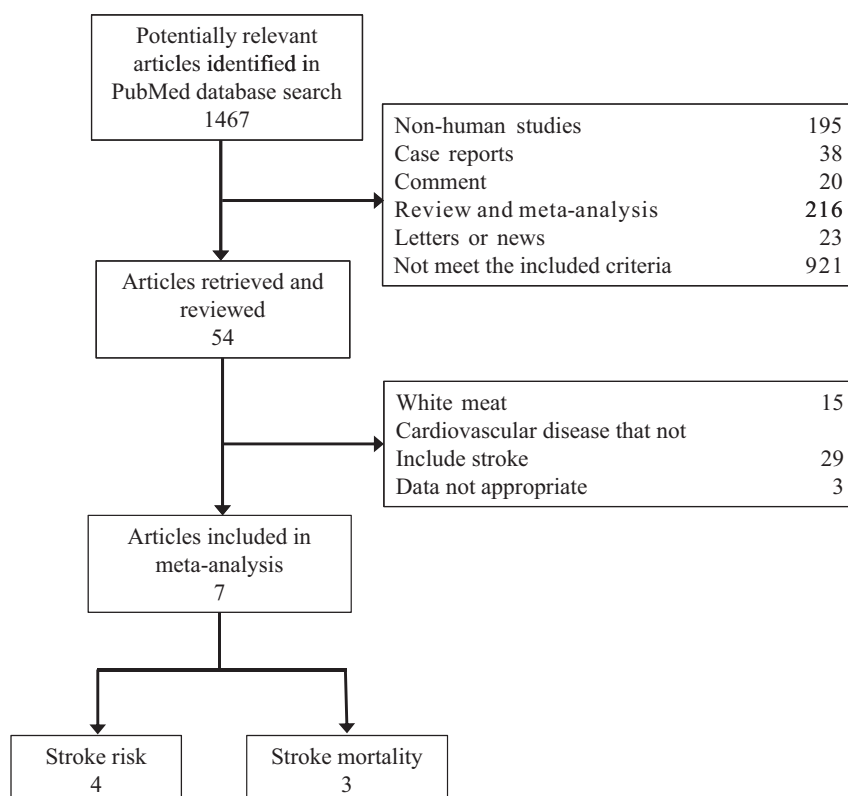 Potentially relevant
articles identified in
PubMed database search
1467
Non-human studies 195
Case reports 38
Comment 20
Review and meta-analysis 216
Letters or news 23
Not meet the included criteria 921
Articles retrieved and
reviewed
54
White meat 15
Cardiovascular disease that not
Include stroke 29
Data not appropriate 3
Articles included in
meta-analysis
7
Stroke risk
4
Stroke mortality
3